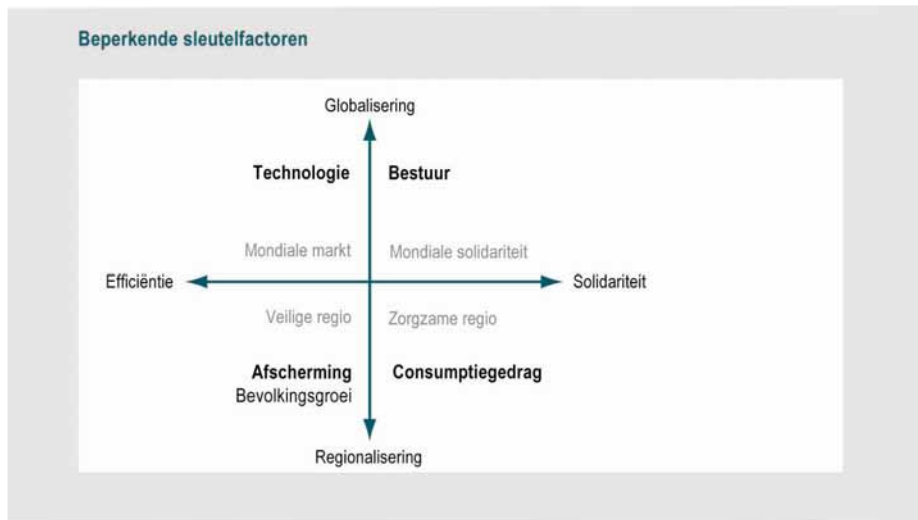 Beperkende sleutelfactoren
Globalisering
Technologie Bestuur
Mondiale markt Mondiale solidariteit
Efficiëntie Solidariteit
Veilige regio Zorgzame regio
Afscherming Consumptiegedrag
Bevolkingsgroei
Regionalisering